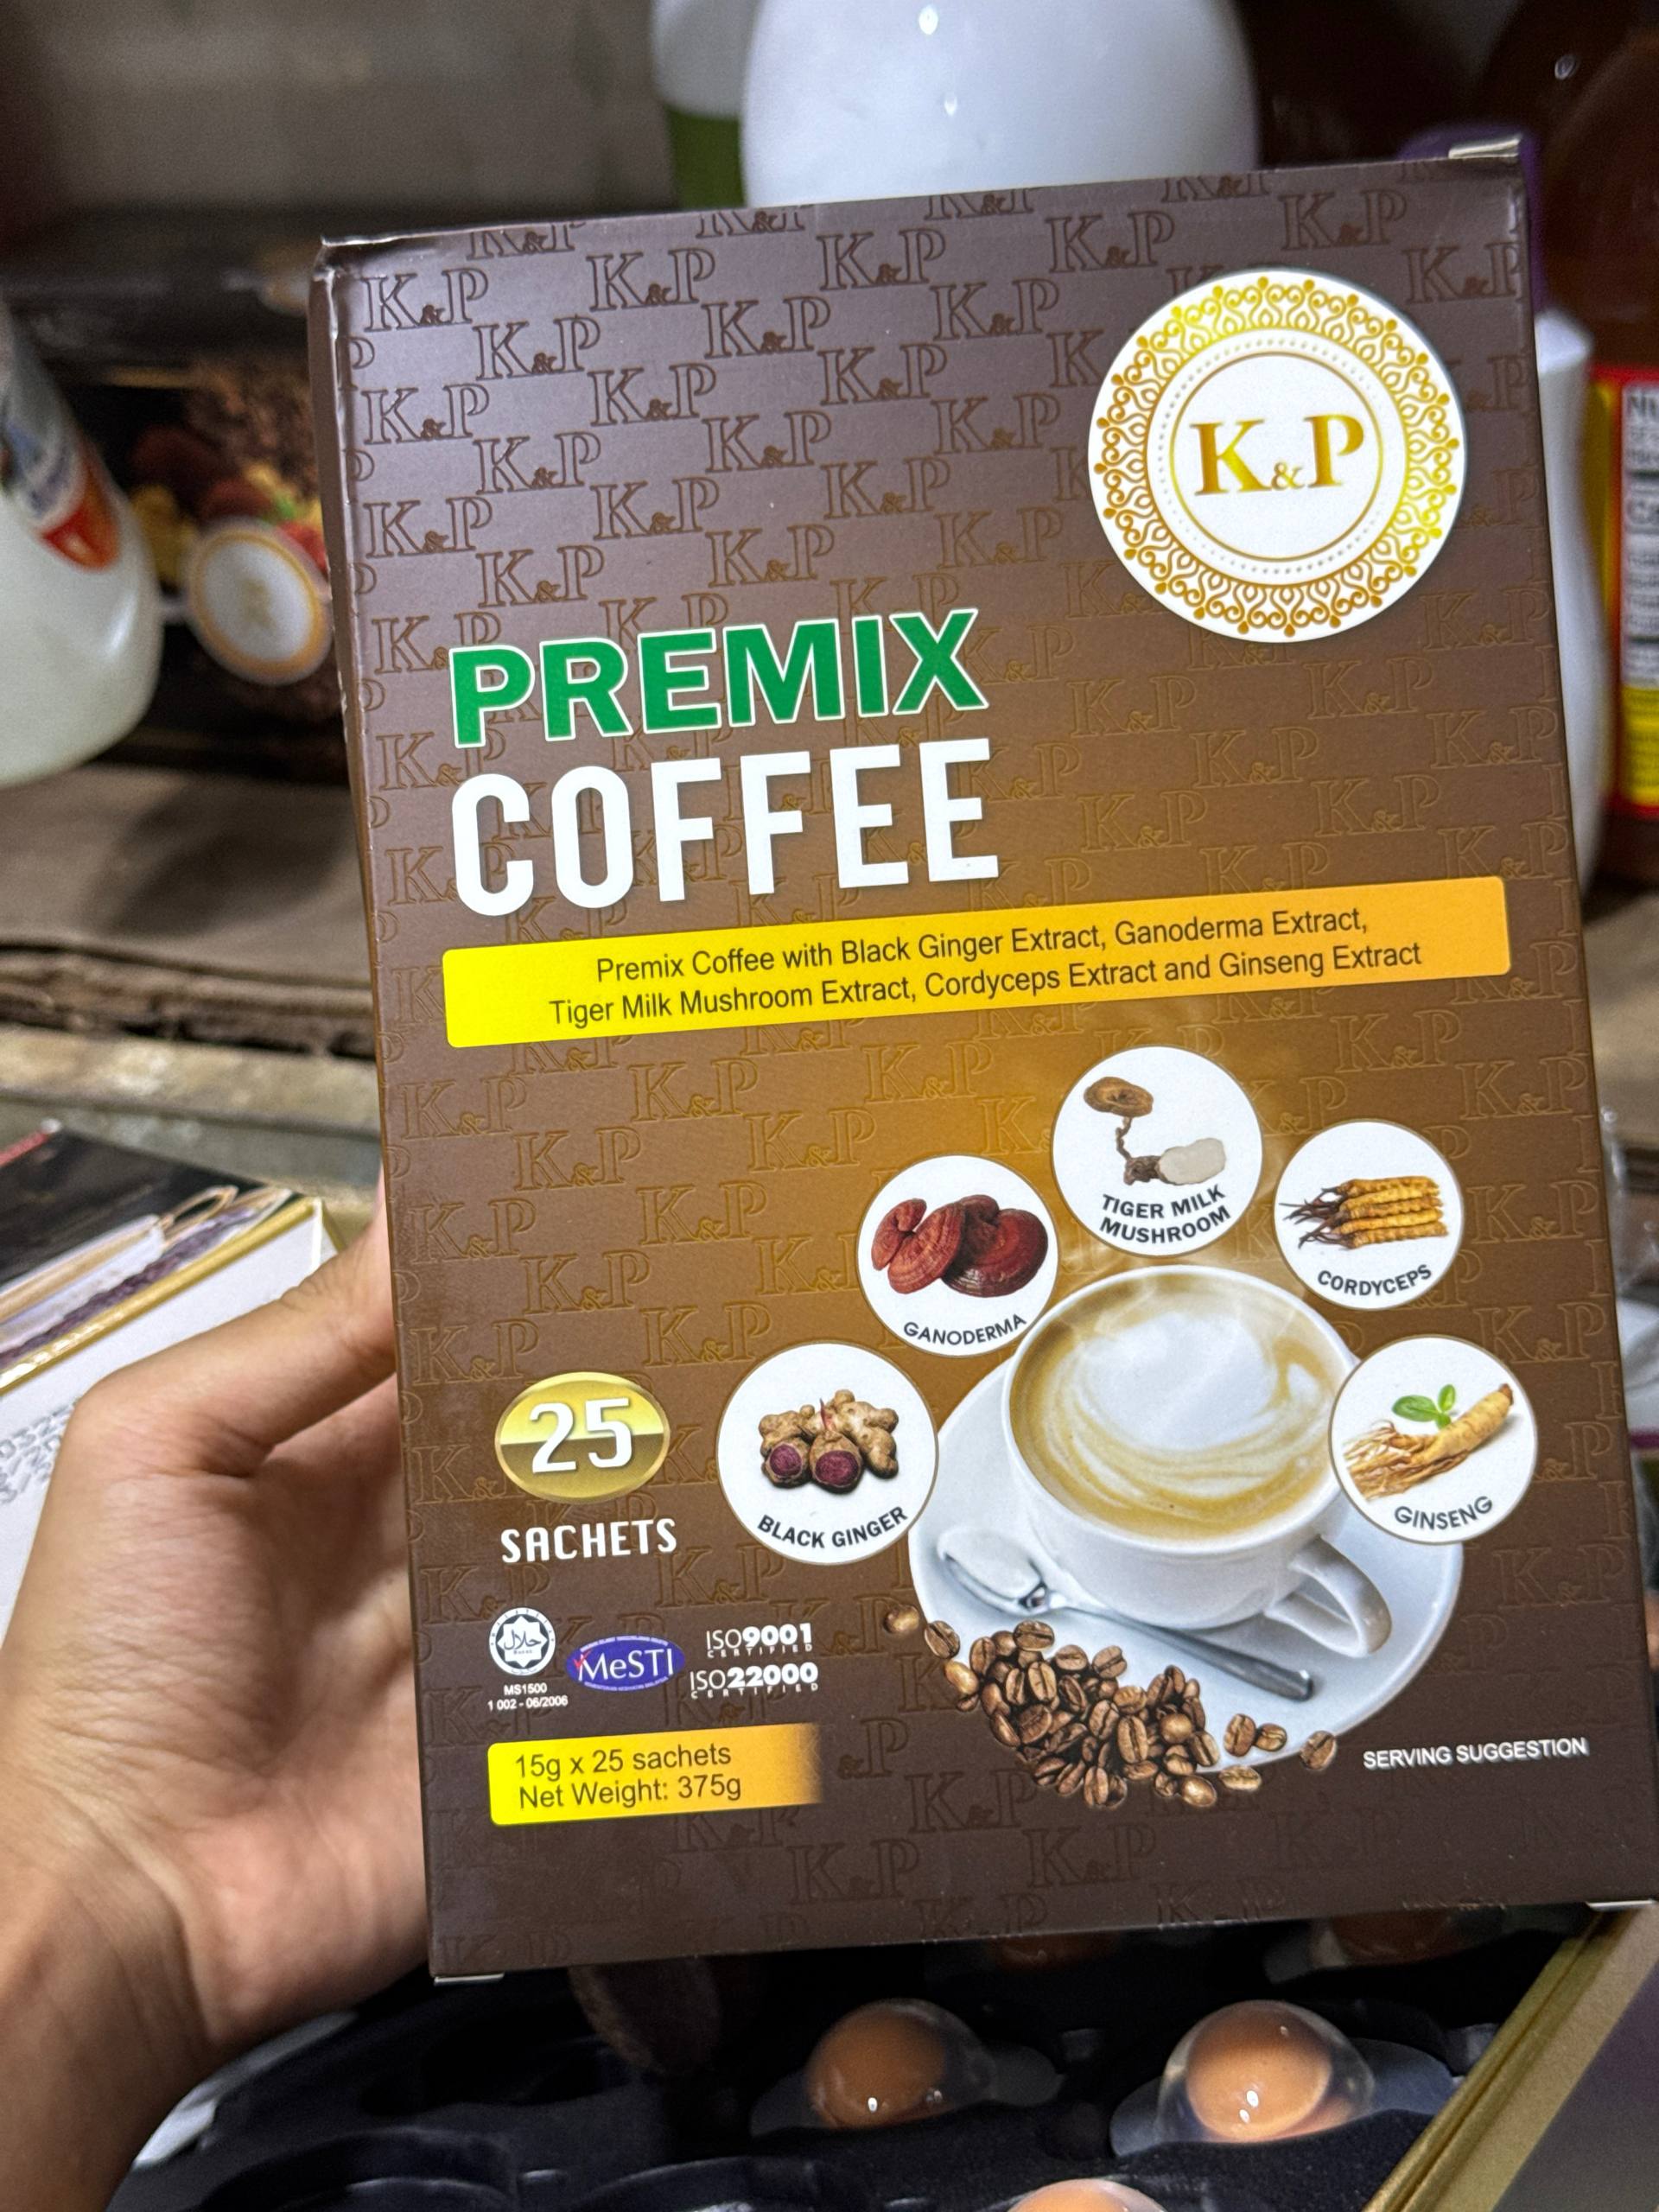 K&P
PREMIX
COFFEE
Premix Coffee with Black Ginger Extract, Ganoderma Extract,
Tiger Milk Mushroom Extract, Cordyceps Extract and Ginseng Extract
TIGER MILK
MUSHROOM
CORDYCEPS
GANODERMA
GINSENG
BLACK GINGER
25
SACHETS
حلال
MeSTI
ISO9001
CERTIFIED
ISO22000
CERTIFIED
MS1500
1 002 - 06/2006
15g x 25 sachets
Net Weight: 375g
SERVING SUGGESTION